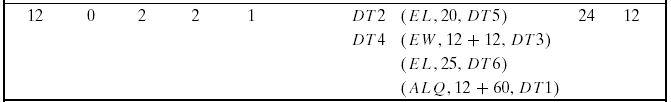 12 0 2 2 1 DT2 (EL, 20, DT5) 24 12
DT4 (EW, 12 + 12, DT3)
(EL, 25, DT6)
(ALQ, 12 + 60, DT1)